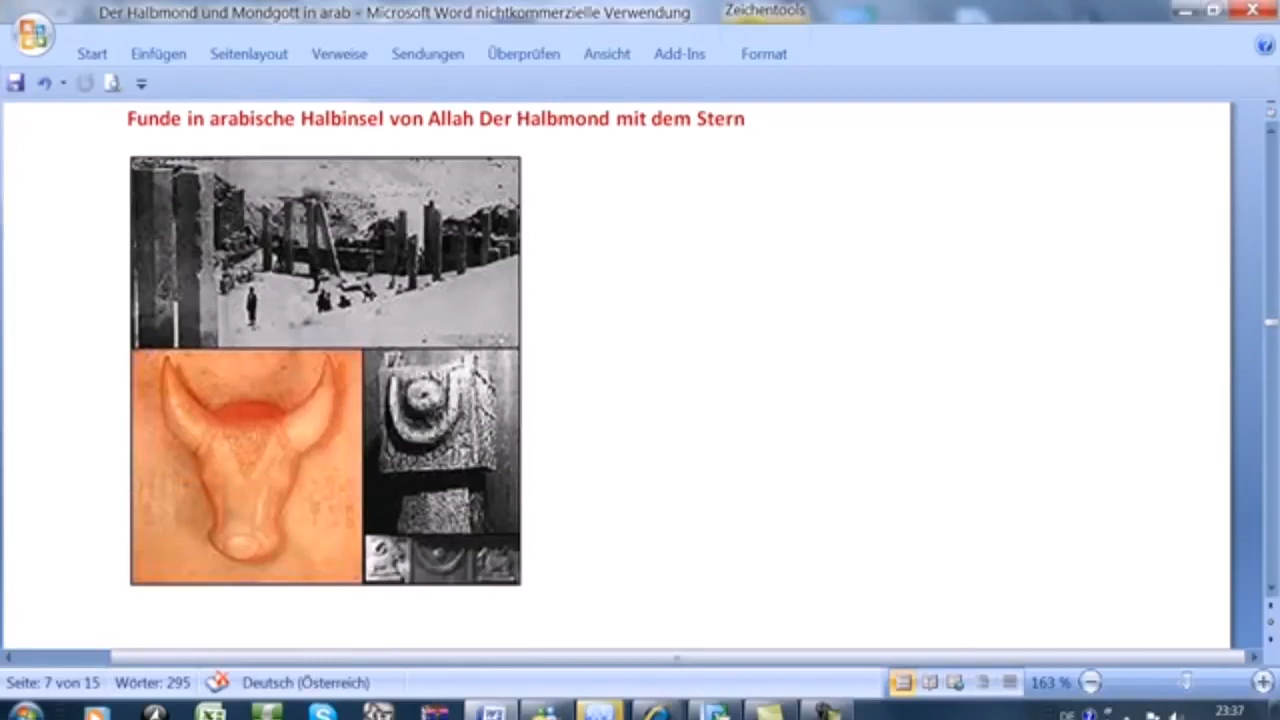 Der Halbmond und Mondgott in arab - Microsoft Word nichtkommerzielle Verwendung
Zeichentools
Start Einfügen Seitenlayout Verweise Sendungen Überprüfen Ansicht Add-Ins Format
Funde in arabische Halbinsel von Allah Der Halbmond mit dem Stern
Seite: 7 von 15 Wörter: 295 Deutsch (Österreich) 163 %
DE 23:37